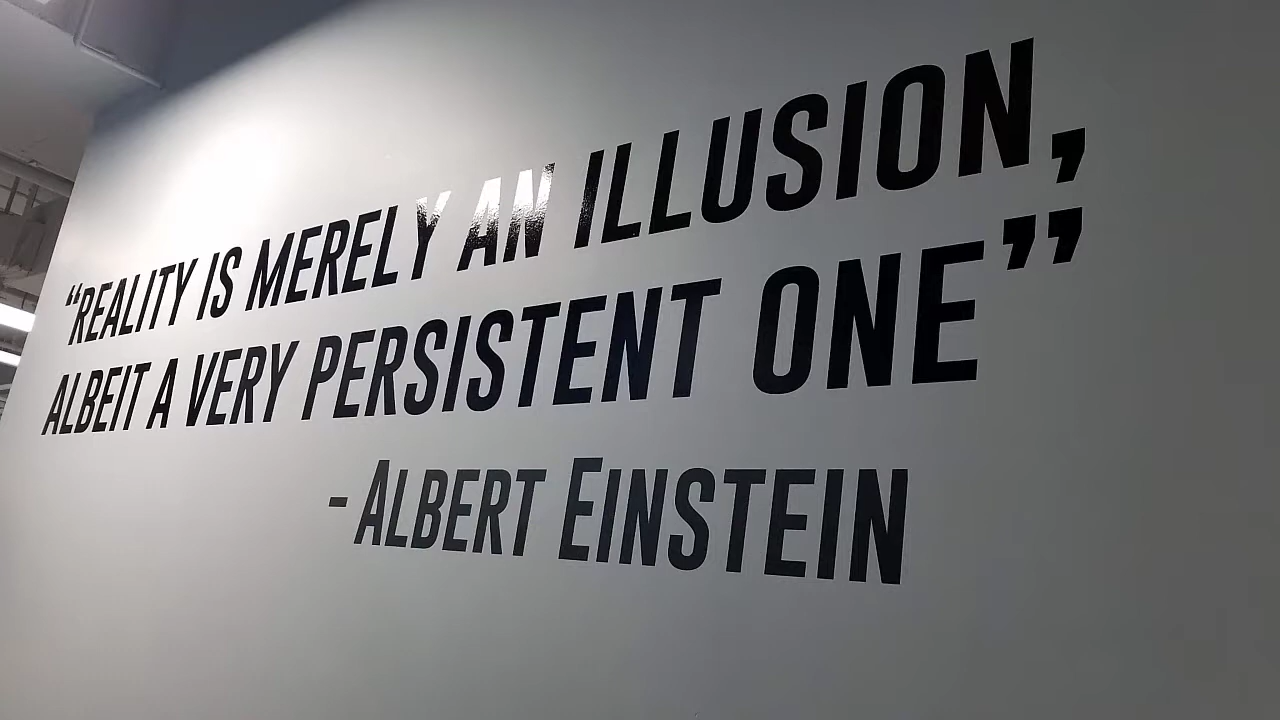 “REALITY IS MERELY AN ILLUSION,
ALBEIT A VERY PERSISTENT ONE”
- ALBERT EINSTEIN